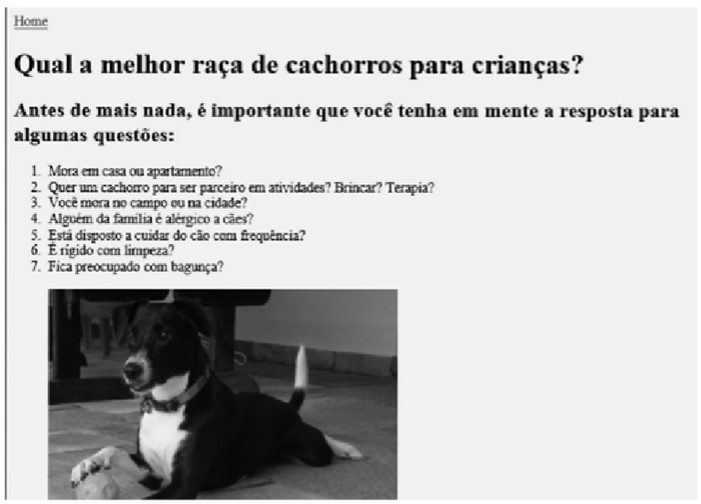 Home
Qual a melhor raça de cachorros para crianças?
Antes de mais nada, é importante que você tenha em mente a resposta para
algumas questões:
1. Mora em casa ou apartamento?
2. Quer um cachorro para ser parceiro em atividades? Brincar? Terapia?
3. Você mora no campo ou na cidade?
4. Alguém da família é alérgico a cães?
5. Está disposto a cuidar do cão com frequência?
6. É rígido com limpeza?
7. Fica preocupado com bagunça?